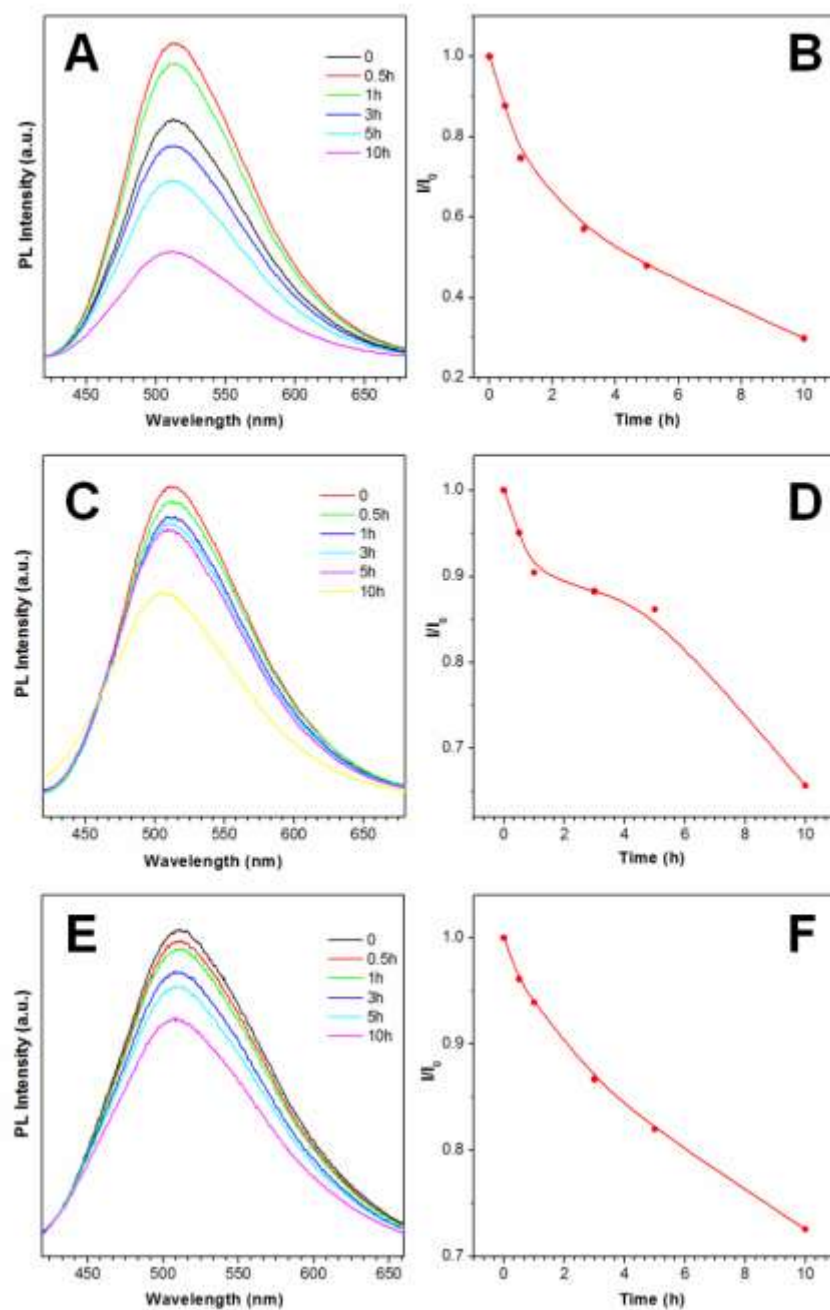 A
0
0.5h
1h
3h
5h
10h
PL Intensity (a.u.)
450 500 550 600 650
Wavelength (nm)
B
1.0
0.8
0.6
0.4
0.2
I/I0
0 2 4 6 8 10
Time (h)
C
0
0.5h
1h
3h
5h
10h
PL Intensity (a.u.)
450 500 550 600 650
Wavelength (nm)
D
1.0
0.9
0.8
0.7
I/I0
0 2 4 6 8 10
Time (h)
E
0
0.5h
1h
3h
5h
10h
PL Intensity (a.u.)
450 500 550 600 650
Wavelength (nm)
F
1.0
0.9
0.8
0.7
I/I0
0 2 4 6 8 10
Time (h)